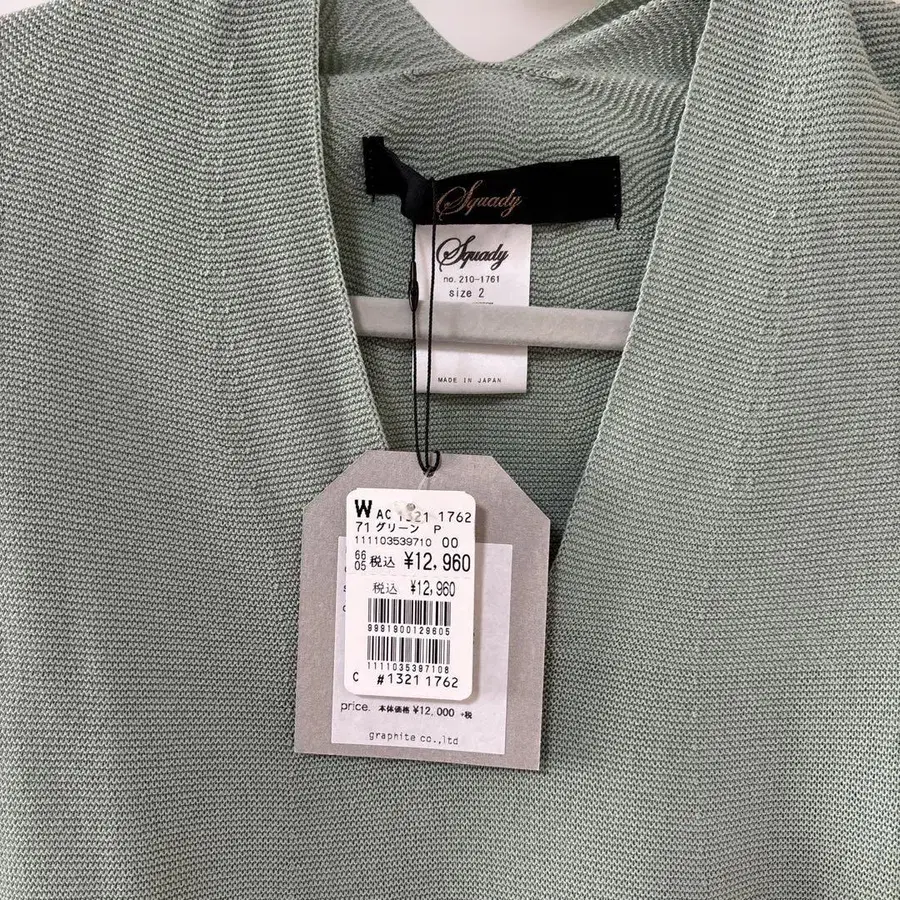 Squady
Squady
no. 210-1761
size 2
MADE IN JAPAN
W AC 1321 1762
71 グリーン P
111103539710 00
66
05 税込 ¥12,960
税込 ¥12,960
9991900129605
1111035397108
C #1321 1762
price. 本体価格 ¥12,000 +税
graphite co.,ltd